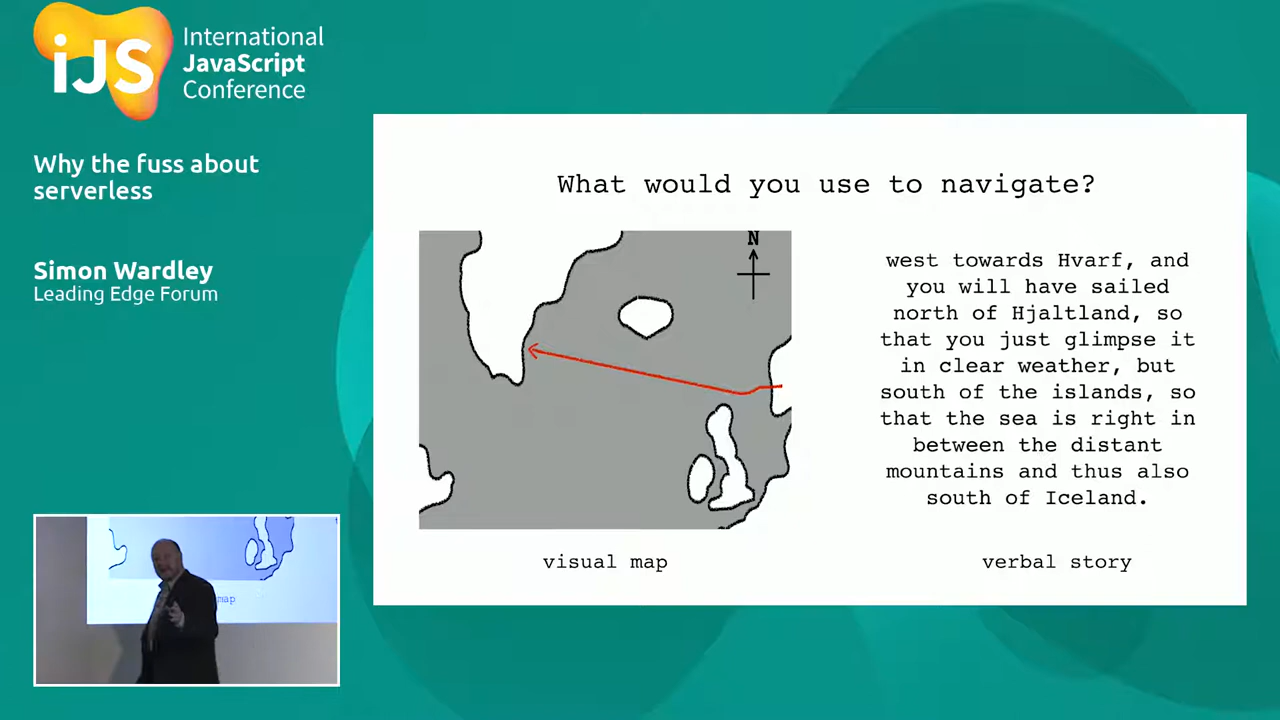 iJS
International
JavaScript
Conference
Why the fuss about
serverless
Simon Wardley
Leading Edge Forum
What would you use to navigate?
N
west towards Hvarf, and
you will have sailed
north of Hjaltland, so
that you just glimpse it
in clear weather, but
south of the islands, so
that the sea is right in
between the distant
mountains and thus also
south of Iceland.
visual map
verbal story
map